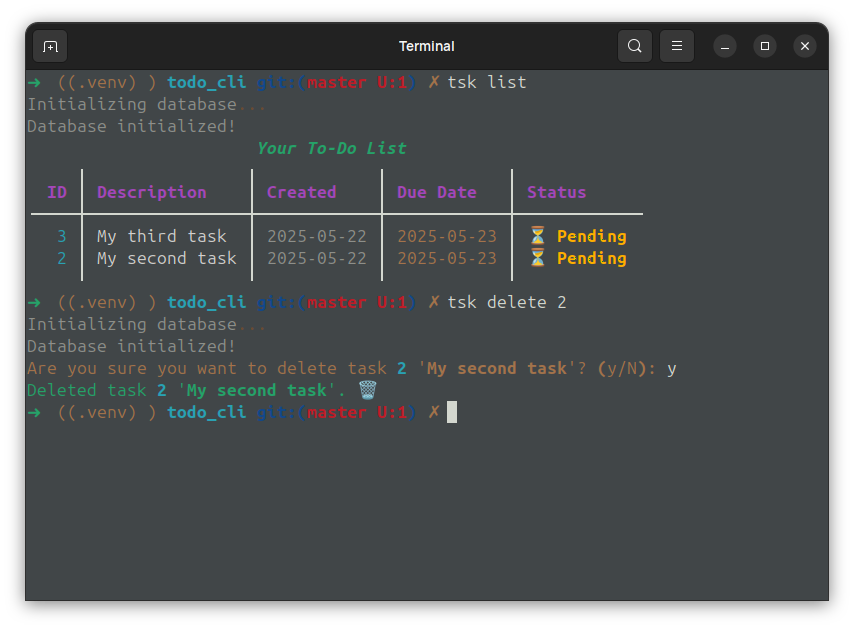 Terminal
➜ ((.venv) ) todo_cli git:(master U:1) ✗ tsk list
Initializing database...
Database initialized!
Your To-Do List
ID Description Created Due Date Status
3 My third task 2025-05-22 2025-05-23 ⏳ Pending
2 My second task 2025-05-22 2025-05-23 ⏳ Pending
➜ ((.venv) ) todo_cli git:(master U:1) ✗ tsk delete 2
Initializing database...
Database initialized!
Are you sure you want to delete task 2 'My second task'? (y/N): y
Deleted task 2 'My second task'. 🗑️
➜ ((.venv) ) todo_cli git:(master U:1) ✗